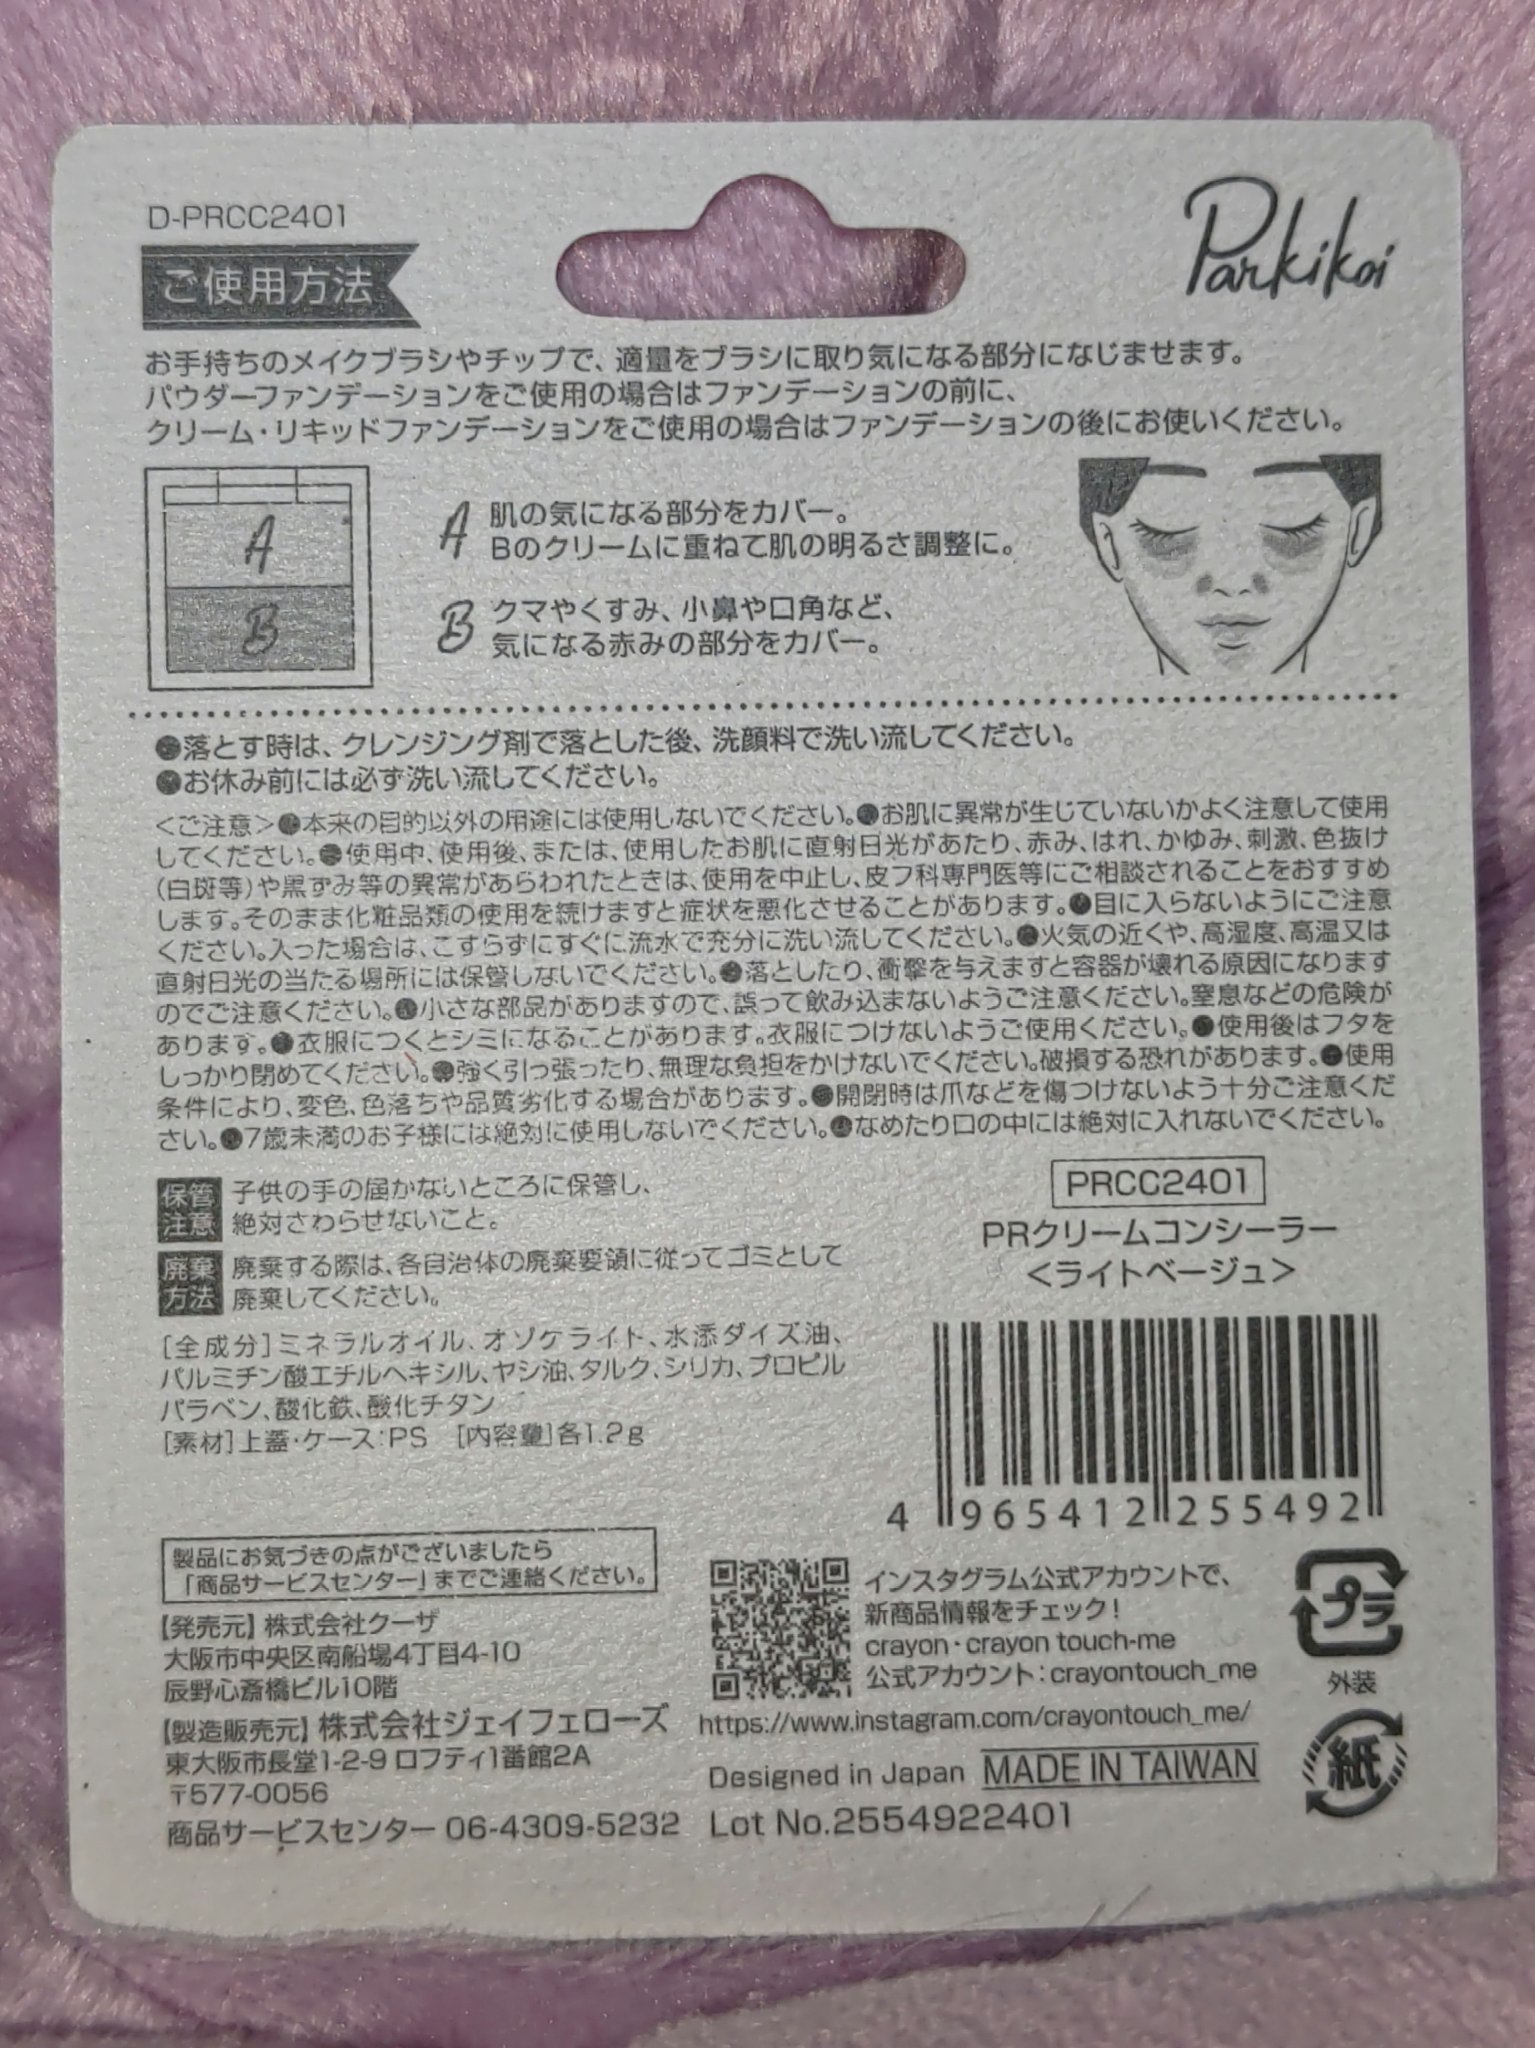 D-PRCC2401
Parkikoi
ご使用方法
お手持ちのメイクブラシやチップで、適量をブラシに取り気になる部分になじませます。
パウダーファンデーションをご使用の場合はファンデーションの前に、
クリーム・リキッドファンデーションをご使用の場合はファンデーションの後にお使いください。
A
B
A 肌の気になる部分をカバー。
Bのクリームに重ねて肌の明るさ調整に。
B クマやくすみ、小鼻や口角など、
気になる赤みの部分をカバー。
●落とす時は、クレンジング剤で落とした後、洗顔料で洗い流してください。
●お休み前には必ず洗い流してください。
＜ご注意＞●本来の目的以外の用途には使用しないでください。●お肌に異常が生じていないかよく注意して使用
してください。●使用中、使用後、または、使用したお肌に直射日光があたり、赤み、はれ、かゆみ、刺激、色抜け
(白斑等)や黒ずみ等の異常があらわれたときは、使用を中止し、皮フ科専門医等にご相談されることをおすすめ
します。そのまま化粧品類の使用を続けますと症状を悪化させることがあります。●目に入らないようにご注意
ください。入った場合は、こすらずにすぐに流水で充分に洗い流してください。●火気の近くや、高湿度、高温又は
直射日光の当たる場所には保管しないでください。●落としたり、衝撃を与えますと容器が壊れる原因になります
のでご注意ください。●小さな部品がありますので、誤って飲み込まないようご注意ください。窒息などの危険が
あります。●衣服につくとシミになることがあります。衣服につけないようご使用ください。●使用後はフタを
しっかり閉めてください。●強く引っ張ったり、無理な負担をかけないでください。破損する恐れがあります。●使用
条件により、変色、色落ちや品質劣化する場合があります。●開閉時は爪などを傷つけないよう十分ご注意くだ
さい。●7歳未満のお子様には絶対に使用しないでください。●なめたり口の中には絶対に入れないでください。
保管
注意
子供の手の届かないところに保管し、
絶対さわらせないこと。
廃棄
方法
廃棄する際は、各自治体の廃棄要領に従ってゴミとして
廃棄してください。
[全成分]ミネラルオイル、オゾケライト、水添ダイズ油、
パルミチン酸エチルヘキシル、ヤシ油、タルク、シリカ、プロピル
パラベン、酸化鉄、酸化チタン
[素材]上蓋・ケース:PS [内容量]各1.2g
PRCC2401
PRクリームコンシーラー
＜ライトベージュ＞
4 965412 255492
製品にお気づきの点がございましたら
「商品サービスセンター」までご連絡ください。
【発売元】株式会社クーザ
大阪市中央区南船場4丁目4-10
辰野心斎橋ビル10階
【製造販売元】株式会社ジェイフェローズ
東大阪市長堂1-2-9 ロフティ1番館2A
〒577-0056
商品サービスセンター 06-4309-5232
インスタグラム公式アカウントで、
新商品情報をチェック！
crayon・crayon touch-me
公式アカウント：crayontouch_me
https://www.instagram.com/crayontouch_me/
Designed in Japan MADE IN TAIWAN
Lot No.2554922401
プラ
外装
紙